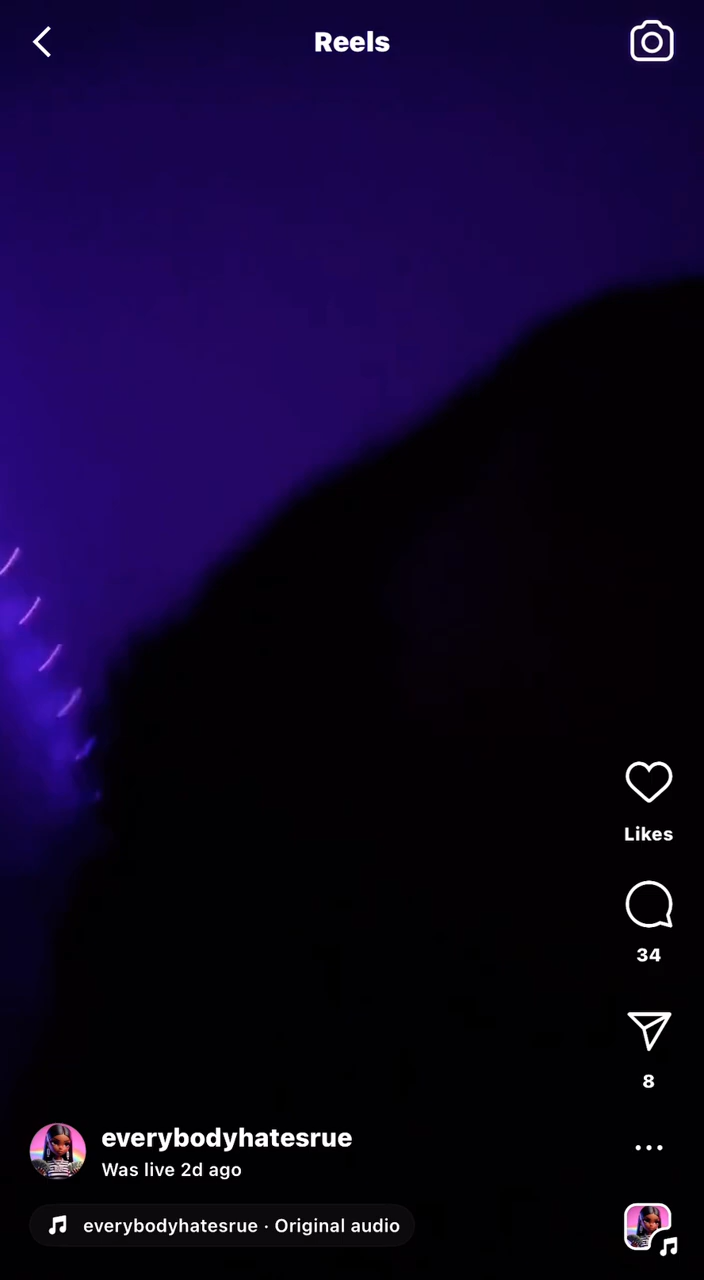 Reels
Likes
34
8
everybodyhatesrue
Was live 2d ago
everybodyhatesrue · Original audio